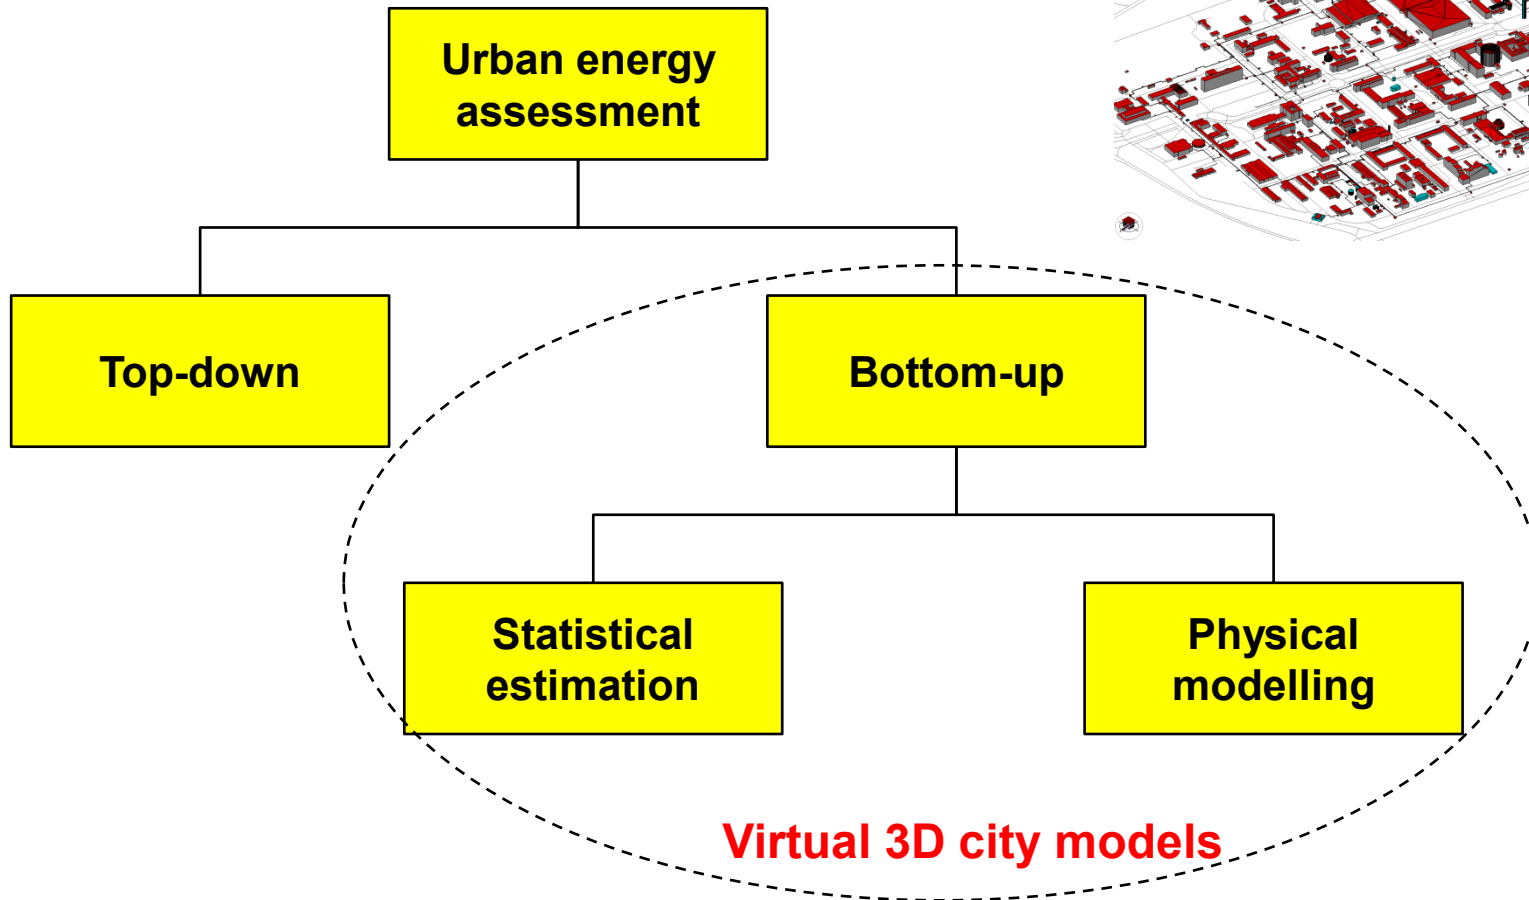 Urban energy
assessment
Top-down
Bottom-up
Statistical
estimation
Physical
modelling
Virtual 3D city models